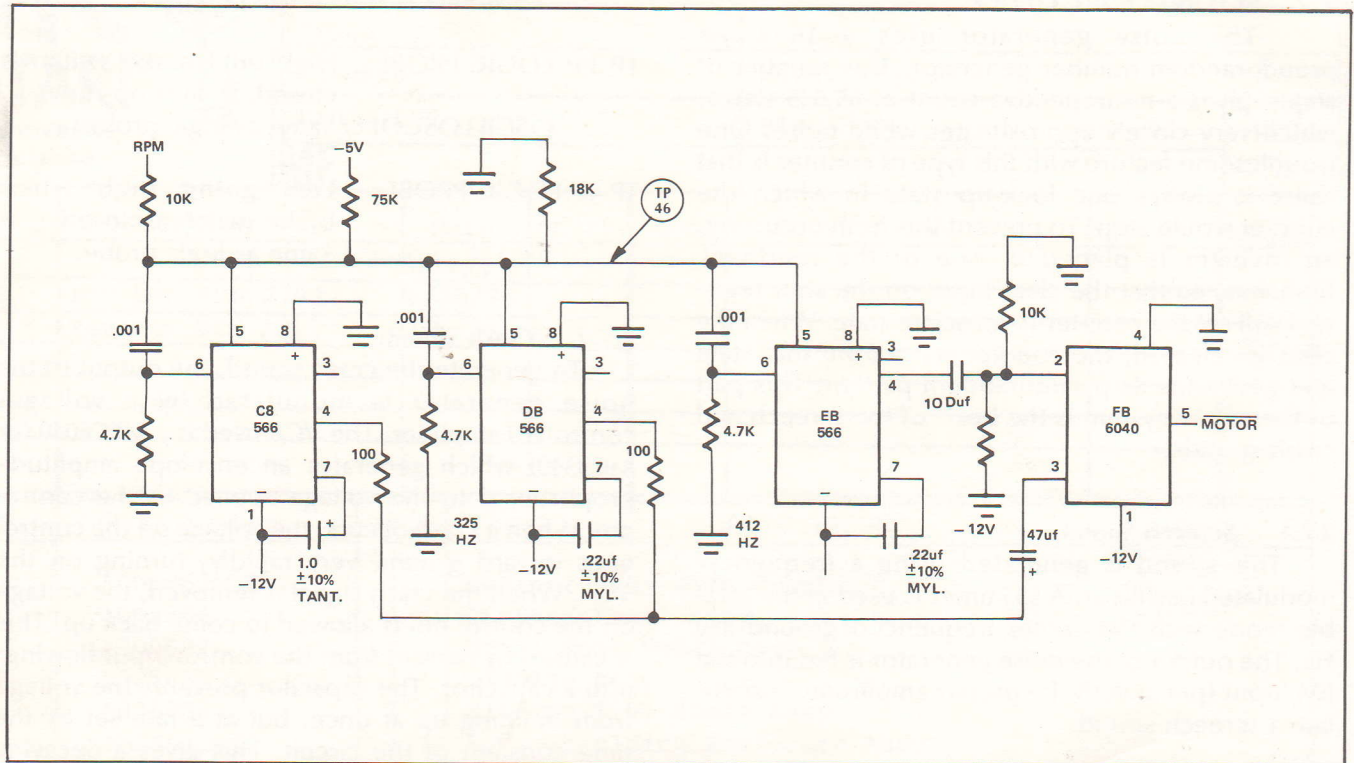 RPM
10K
-5V
75K
18K
TP
46
.001
5
8
+
6
3
C8
566
4
4.7K
100
7
1
-12V
+
1.0
±10%
TANT.
.001
5
8
+
6
3
DB
566
4
4.7K
100
7
325
HZ
-12V
.22uf
±10%
MYL.
.001
5
8
+
6
3
EB
566
4
4.7K
7
412
HZ
-12V
.22uf
±10%
MYL.
10 Duf
10K
-12V
2
4
FB
6040
5
MOTOR
3
1
-12V
47uf
+